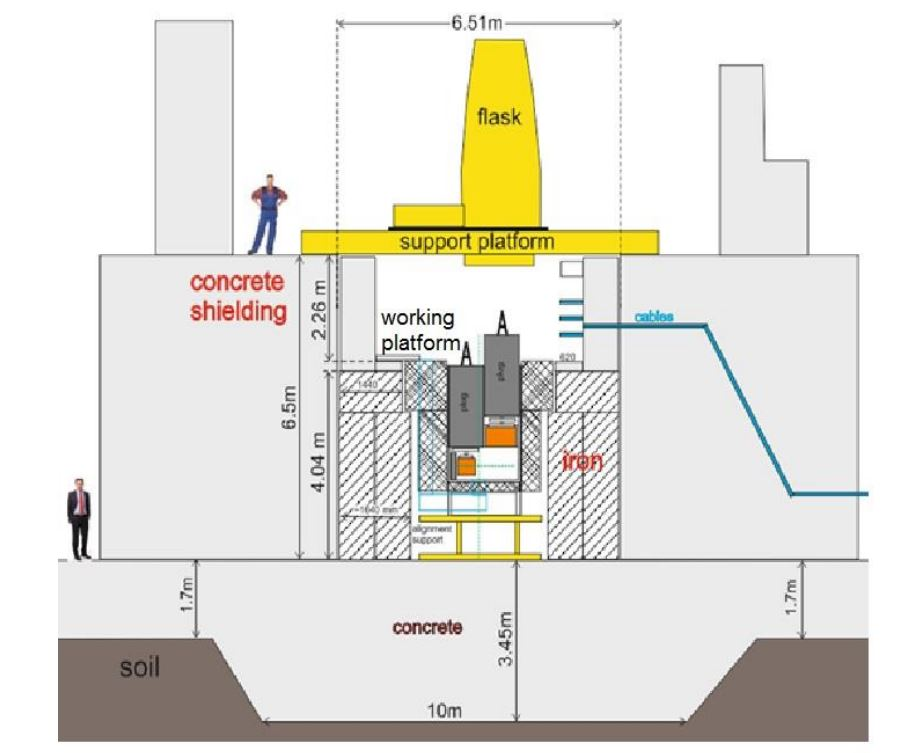 6.51m
flask
support platform
concrete
shielding
2.26 m
working
platform
cables
620
1440
plug
plug
6.5m
4.04 m
iron
alignment
support
1.7m
1.7m
concrete
3.45m
soil
10m